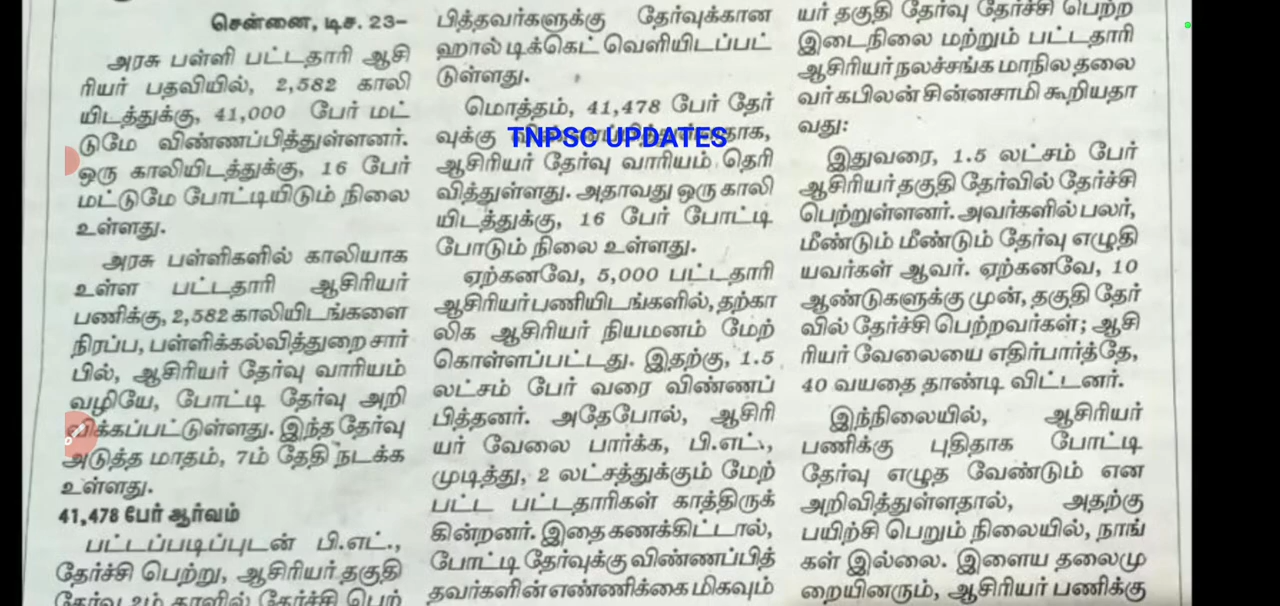 சென்னை, டிச. 23–
அரசு பள்ளி பட்டதாரி ஆசி
ரியர் பதவியில், 2,582 காலி
யிடத்துக்கு, 41,000 பேர் மட்
டுமே விண்ணப்பித்துள்ளனர்.
ஒரு காலியிடத்துக்கு, 16 பேர்
மட்டுமே போட்டியிடும் நிலை
உள்ளது.
அரசு பள்ளிகளில் காலியாக
உள்ள பட்டதாரி ஆசிரியர்
பணிக்கு, 2,582 காலியிடங்களை
நிரப்ப, பள்ளிக்கல்வித்துறை சார்
பில், ஆசிரியர் தேர்வு வாரியம்
வழியே, போட்டி தேர்வு அறி
விக்கப்பட்டுள்ளது. இந்த தேர்வு
அடுத்த மாதம், 7ம் தேதி நடக்க
உள்ளது.
41,478 பேர் ஆர்வம்
பட்டப்படிப்புடன் பி.எட்.,
தேர்ச்சி பெற்று, ஆசிரியர் தகுதி
தேர்வு 2ம் தாளில் தேர்ச்சி பெற்
பித்தவர்களுக்கு தேர்வுக்கான
ஹால் டிக்கெட் வெளியிடப்பட்
டுள்ளது.
மொத்தம், 41,478 பேர் தேர்
வுக்கு
TNPSC UPDATES
ஆசிரியர் தேர்வு வாரியம் தெரி
வித்துள்ளது. அதாவது ஒரு காலி
யிடத்துக்கு, 16 பேர் போட்டி
போடும் நிலை உள்ளது.
ஏற்கனவே, 5,000 பட்டதாரி
ஆசிரியர் பணியிடங்களில், தற்கா
லிக ஆசிரியர் நியமனம் மேற்
கொள்ளப்பட்டது. இதற்கு, 1.5
லட்சம் பேர் வரை விண்ணப்
பித்தனர். அதேபோல், ஆசிரி
யர் வேலை பார்க்க, பி.எட்.,
முடித்து, 2 லட்சத்துக்கும் மேற்
பட்ட பட்டதாரிகள் காத்திருக்
கின்றனர். இதை கணக்கிட்டால்,
போட்டி தேர்வுக்கு விண்ணப்பித்
தவர்களின் எண்ணிக்கை மிகவும்
யர் தகுதி தேர்வு தேர்ச்சி பெற்ற
இடைநிலை மற்றும் பட்டதாரி
ஆசிரியர் நலச்சங்க மாநில தலை
வர் கபிலன் சின்னசாமி கூறியதா
வது:
இதுவரை, 1.5 லட்சம் பேர்
ஆசிரியர் தகுதி தேர்வில் தேர்ச்சி
பெற்றுள்ளனர். அவர்களில் பலர்,
மீண்டும் மீண்டும் தேர்வு எழுதி
யவர்கள் ஆவர். ஏற்கனவே, 10
ஆண்டுகளுக்கு முன், தகுதி தேர்
வில் தேர்ச்சி பெற்றவர்கள்; ஆசி
ரியர் வேலையை எதிர்பார்த்தே,
40 வயதை தாண்டி விட்டனர்.
இந்நிலையில், ஆசிரியர்
பணிக்கு புதிதாக போட்டி
தேர்வு எழுத வேண்டும் என
அறிவித்துள்ளதால், அதற்கு
பயிற்சி பெறும் நிலையில், நாங்
கள் இல்லை. இளைய தலைமு
றையினரும், ஆசிரியர் பணிக்கு